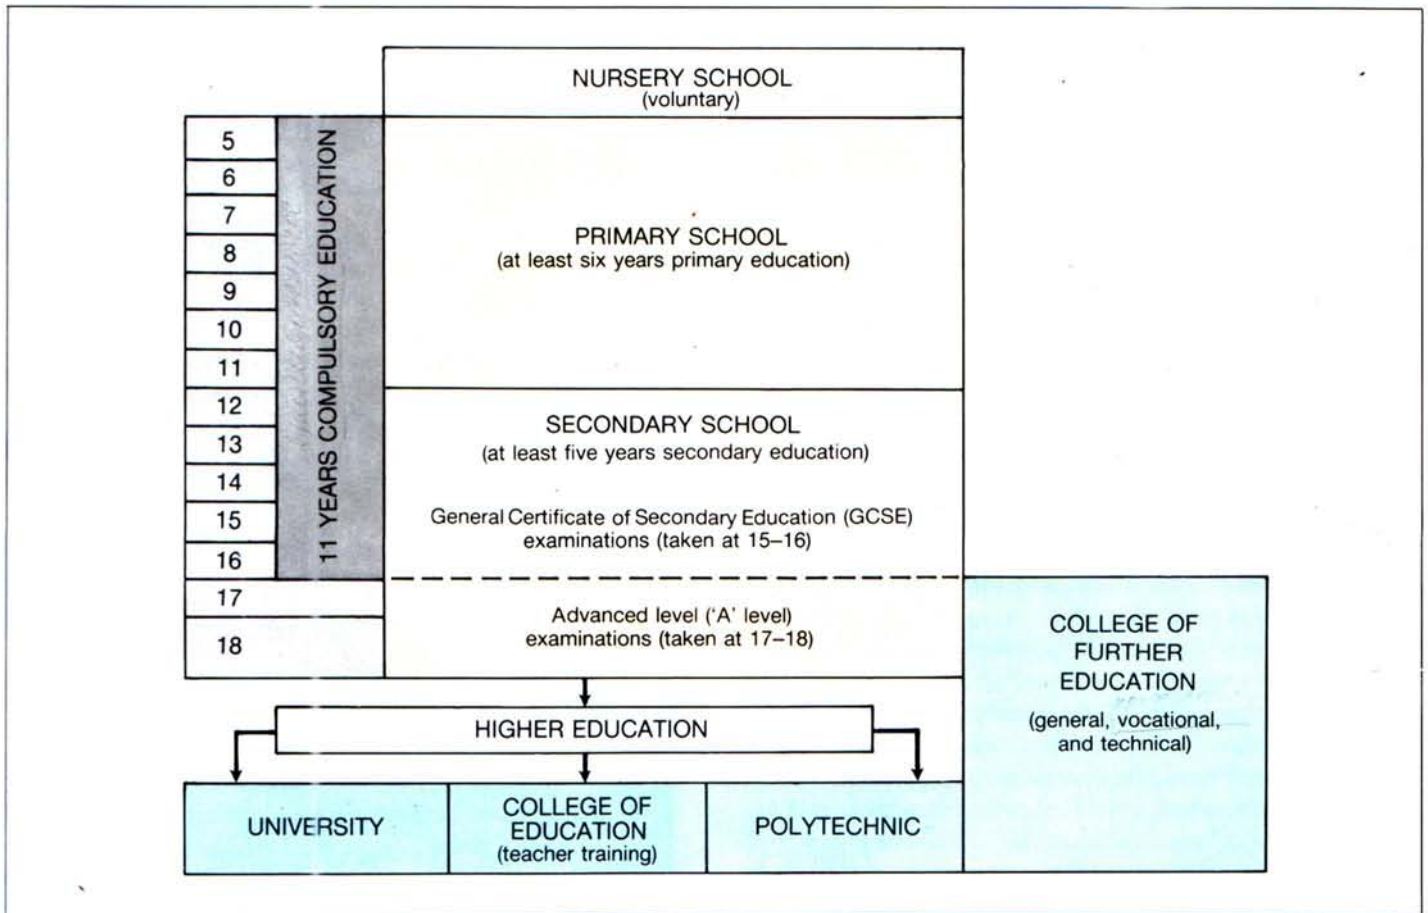 NURSERY SCHOOL
(voluntary)
5
6
7
8
9
10
11
12
13
14
15
16
17
18
11 YEARS COMPULSORY EDUCATION
PRIMARY SCHOOL
(at least six years primary education)
SECONDARY SCHOOL
(at least five years secondary education)
General Certificate of Secondary Education (GCSE)
examinations (taken at 15–16)
Advanced level ('A' level)
examinations (taken at 17–18)
COLLEGE OF
FURTHER
EDUCATION
(general, vocational,
and technical)
HIGHER EDUCATION
UNIVERSITY
COLLEGE OF
EDUCATION
(teacher training)
POLYTECHNIC